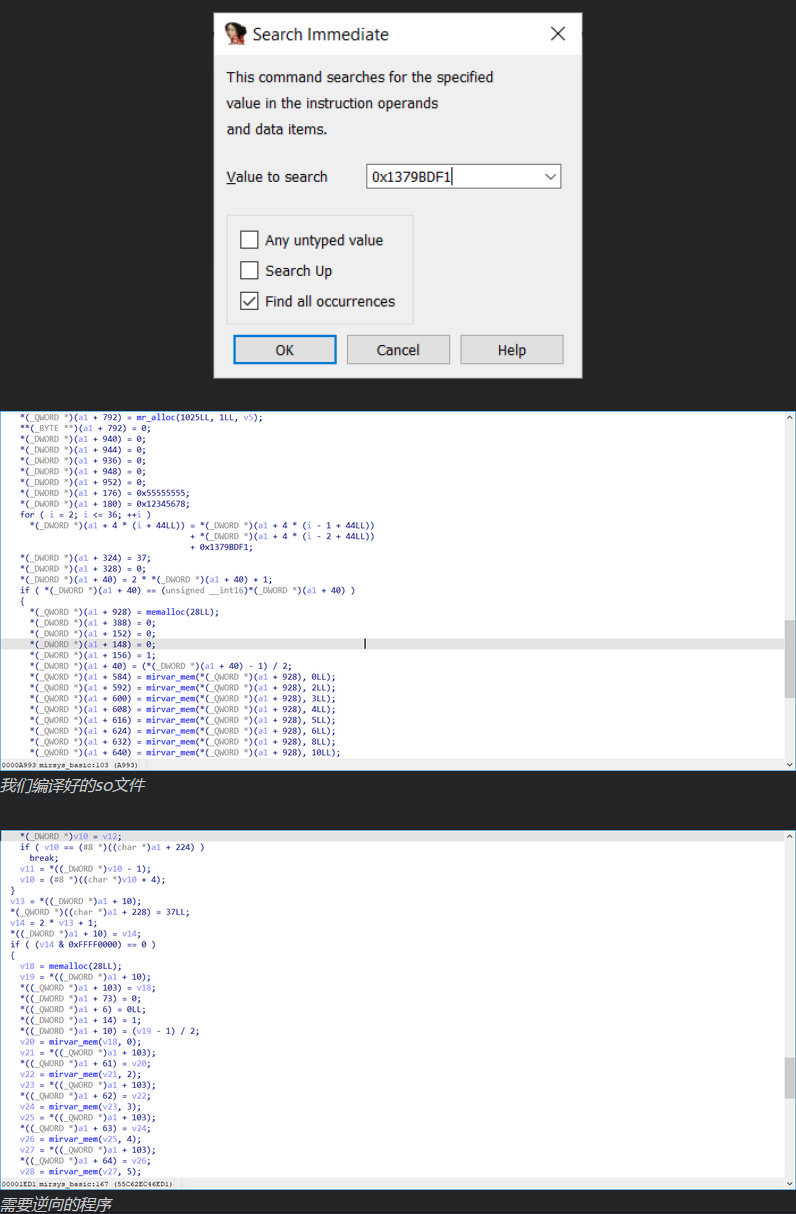 Search Immediate
This command searches for the specified
value in the instruction operands
and data items.
Value to search
0x1379BDF1
Any untyped value
Search Up
Find all occurrences
OK
Cancel
Help
*(_QWORD *)(a1 + 792) = mr_alloc(1025LL, 1LL, v5);
**(_BYTE **)(a1 + 792) = 0;
*(_DWORD *)(a1 + 940) = 0;
*(_DWORD *)(a1 + 944) = 0;
*(_DWORD *)(a1 + 936) = 0;
*(_DWORD *)(a1 + 948) = 0;
*(_DWORD *)(a1 + 952) = 0;
*(_DWORD *)(a1 + 176) = 0x55555555;
*(_DWORD *)(a1 + 180) = 0x12345678;
for ( i = 2; i <= 36; ++i )
*(_DWORD *)(a1 + 4 * (i + 44LL)) = *(_DWORD *)(a1 + 4 * (i - 1 + 44LL))
+ *(_DWORD *)(a1 + 4 * (i - 2 + 44LL))
+ 0x1379BDF1;
*(_DWORD *)(a1 + 324) = 37;
*(_DWORD *)(a1 + 328) = 0;
*(_DWORD *)(a1 + 40) = 2 * *(_DWORD *)(a1 + 40) + 1;
if ( *(_DWORD *)(a1 + 40) == (unsigned __int16)*(_DWORD *)(a1 + 40) )
{
*(_QWORD *)(a1 + 928) = memalloc(28LL);
*(_DWORD *)(a1 + 388) = 0;
*(_DWORD *)(a1 + 152) = 0;
*(_DWORD *)(a1 + 148) = 0;
*(_DWORD *)(a1 + 156) = 1;
*(_DWORD *)(a1 + 40) = (*(_DWORD *)(a1 + 40) - 1) / 2;
*(_QWORD *)(a1 + 584) = mirvar_mem(*(_QWORD *)(a1 + 928), 0LL);
*(_QWORD *)(a1 + 592) = mirvar_mem(*(_QWORD *)(a1 + 928), 2LL);
*(_QWORD *)(a1 + 600) = mirvar_mem(*(_QWORD *)(a1 + 928), 3LL);
*(_QWORD *)(a1 + 608) = mirvar_mem(*(_QWORD *)(a1 + 928), 4LL);
*(_QWORD *)(a1 + 616) = mirvar_mem(*(_QWORD *)(a1 + 928), 5LL);
*(_QWORD *)(a1 + 624) = mirvar_mem(*(_QWORD *)(a1 + 928), 6LL);
*(_QWORD *)(a1 + 632) = mirvar_mem(*(_QWORD *)(a1 + 928), 8LL);
*(_QWORD *)(a1 + 640) = mirvar_mem(*(_QWORD *)(a1 + 928), 10LL);
0000A993 mirsys_basic:103 (A993)
我们编译好的so文件
*(_DWORD *)v10 = v12;
if ( v10 == (#8 *)((char *)a1 + 224) )
break;
v11 = *((_DWORD *)v10 - 1);
v10 = (#8 *)((char *)v10 + 4);
}
v13 = *((_DWORD *)a1 + 10);
*(_QWORD *)((char *)a1 + 228) = 37LL;
v14 = 2 * v13 + 1;
*((_DWORD *)a1 + 10) = v14;
if ( (v14 & 0xFFFF0000) == 0 )
{
v18 = memalloc(28LL);
v19 = *((_DWORD *)a1 + 10);
*((_QWORD *)a1 + 103) = v18;
*((_DWORD *)a1 + 73) = 0;
*((_QWORD *)a1 + 6) = 0LL;
*((_DWORD *)a1 + 14) = 1;
*((_DWORD *)a1 + 10) = (v19 - 1) / 2;
v20 = mirvar_mem(v18, 0);
v21 = *((_QWORD *)a1 + 103);
*((_QWORD *)a1 + 61) = v20;
v22 = mirvar_mem(v21, 2);
v23 = *((_QWORD *)a1 + 103);
*((_QWORD *)a1 + 62) = v22;
v24 = mirvar_mem(v23, 3);
v25 = *((_QWORD *)a1 + 103);
*((_QWORD *)a1 + 63) = v24;
v26 = mirvar_mem(v25, 4);
v27 = *((_QWORD *)a1 + 103);
*((_QWORD *)a1 + 64) = v26;
v28 = mirvar_mem(v27, 5);
00001ED1 mirsys_basic:167 (55C62EC46ED1)
需要逆向的程序